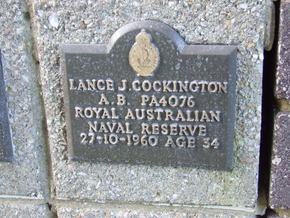 LANCE J. COCKINGTON
A.B. PA4076
ROYAL AUSTRALIAN
NAVAL RESERVE
27-10-1960 AGE 34